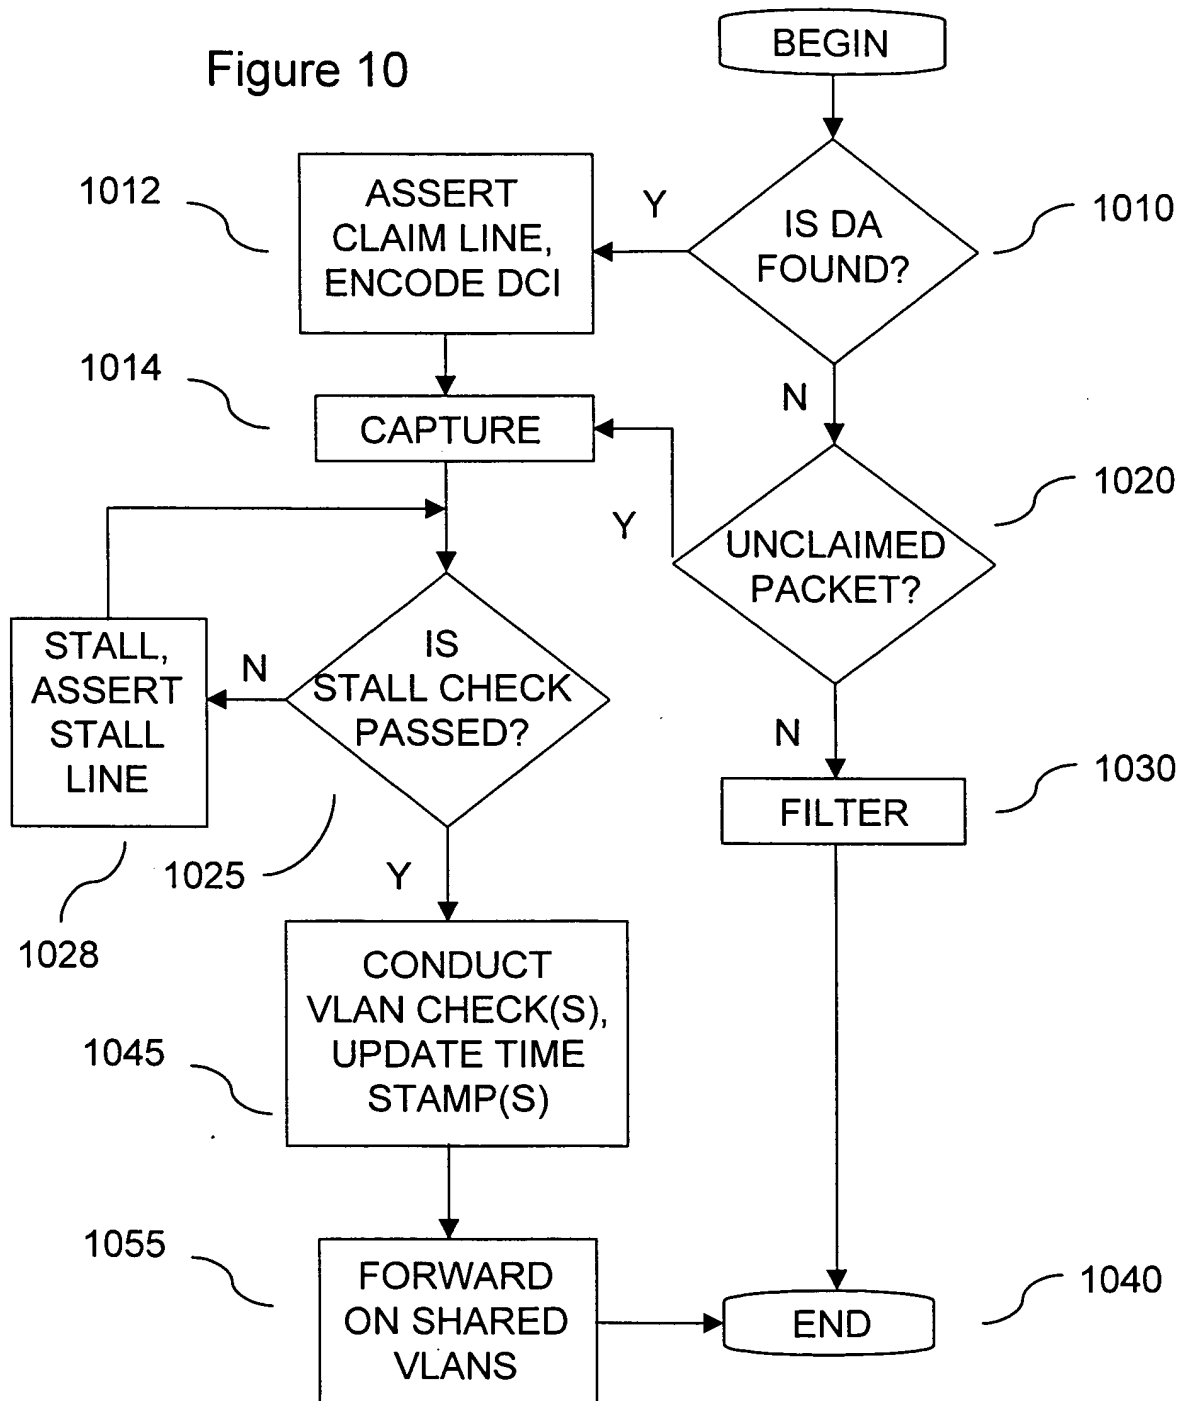 Figure 10
BEGIN
1012
ASSERT
CLAIM LINE,
ENCODE DCI
Y
IS DA
FOUND?
1010
1014
CAPTURE
N
Y
UNCLAIMED
PACKET?
1020
STALL,
ASSERT
STALL
LINE
N
IS
STALL CHECK
PASSED?
N
1028
1025
Y
FILTER
1030
1045
CONDUCT
VLAN CHECK(S),
UPDATE TIME
STAMP(S)
1055
FORWARD
ON SHARED
VLANS
END
1040